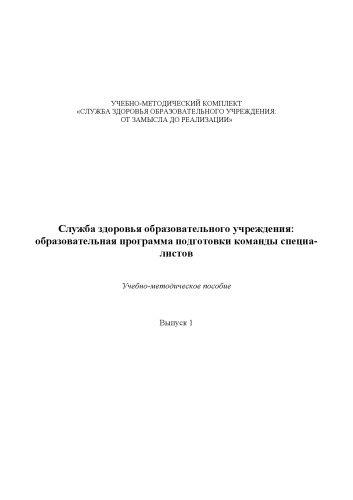 УЧЕБНО-МЕТОДИЧЕСКИЙ КОМПЛЕКТ
«СЛУЖБА ЗДОРОВЬЯ ОБРАЗОВАТЕЛЬНОГО УЧРЕЖДЕНИЯ:
ОТ ЗАМЫСЛА ДО РЕАЛИЗАЦИИ»
Служба здоровья образовательного учреждения:
образовательная программа подготовки команды специа-
листов
Учебно-методическое пособие
Выпуск 1